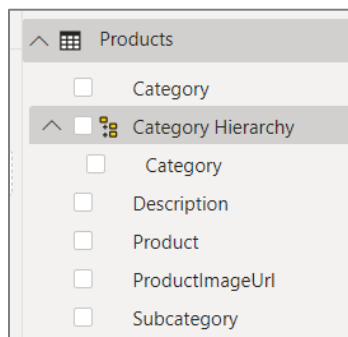 Products
Category
Category Hierarchy
Category
Description
Product
ProductImageUrl
Subcategory